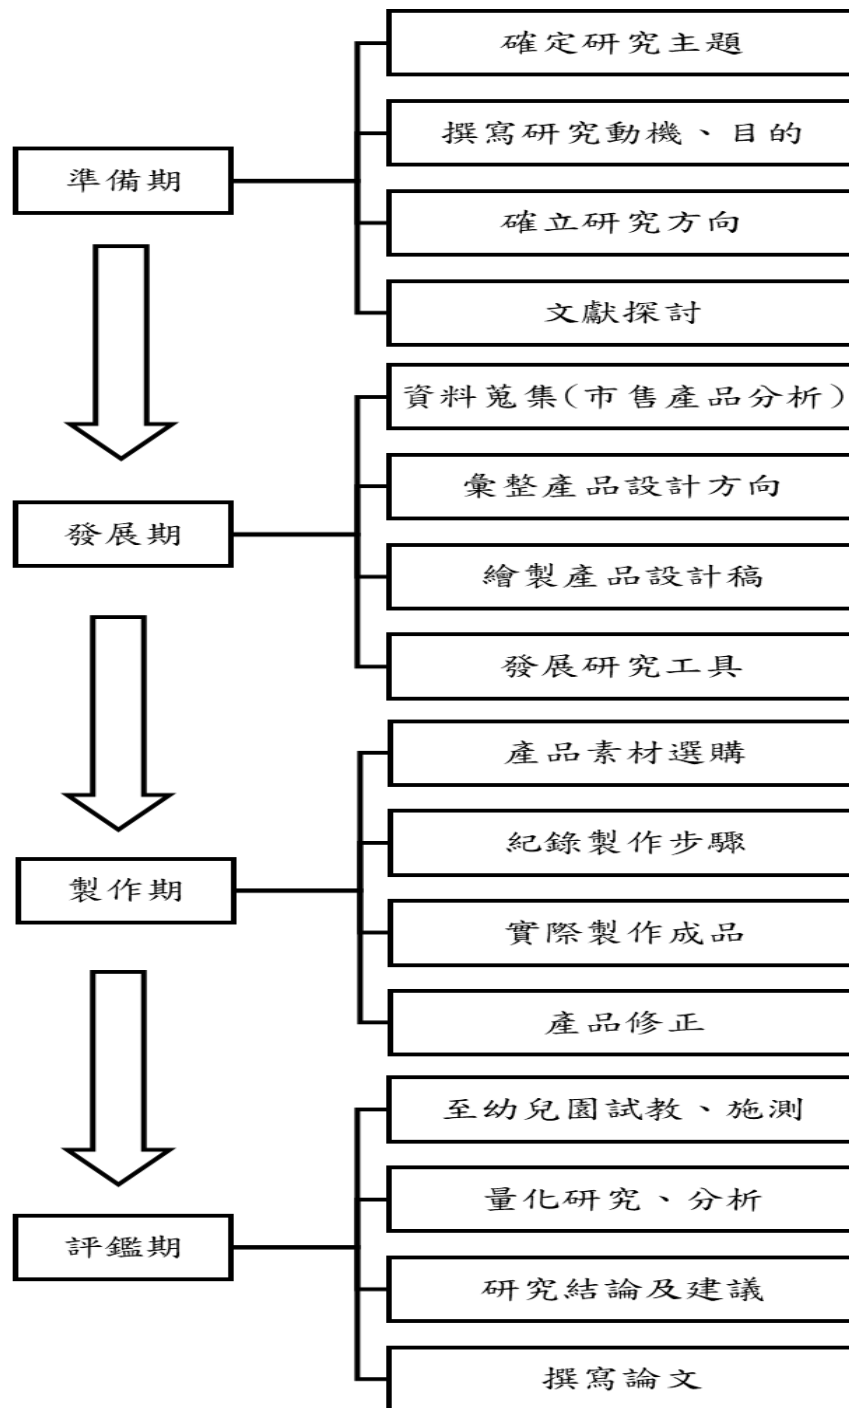 準備期
確定研究主題
撰寫研究動機、目的
確立研究方向
文獻探討
發展期
資料蒐集(市售產品分析)
彙整產品設計方向
繪製產品設計稿
發展研究工具
製作期
產品素材選購
紀錄製作步驟
實際製作成品
產品修正
評鑑期
至幼兒園試教、施測
量化研究、分析
研究結論及建議
撰寫論文